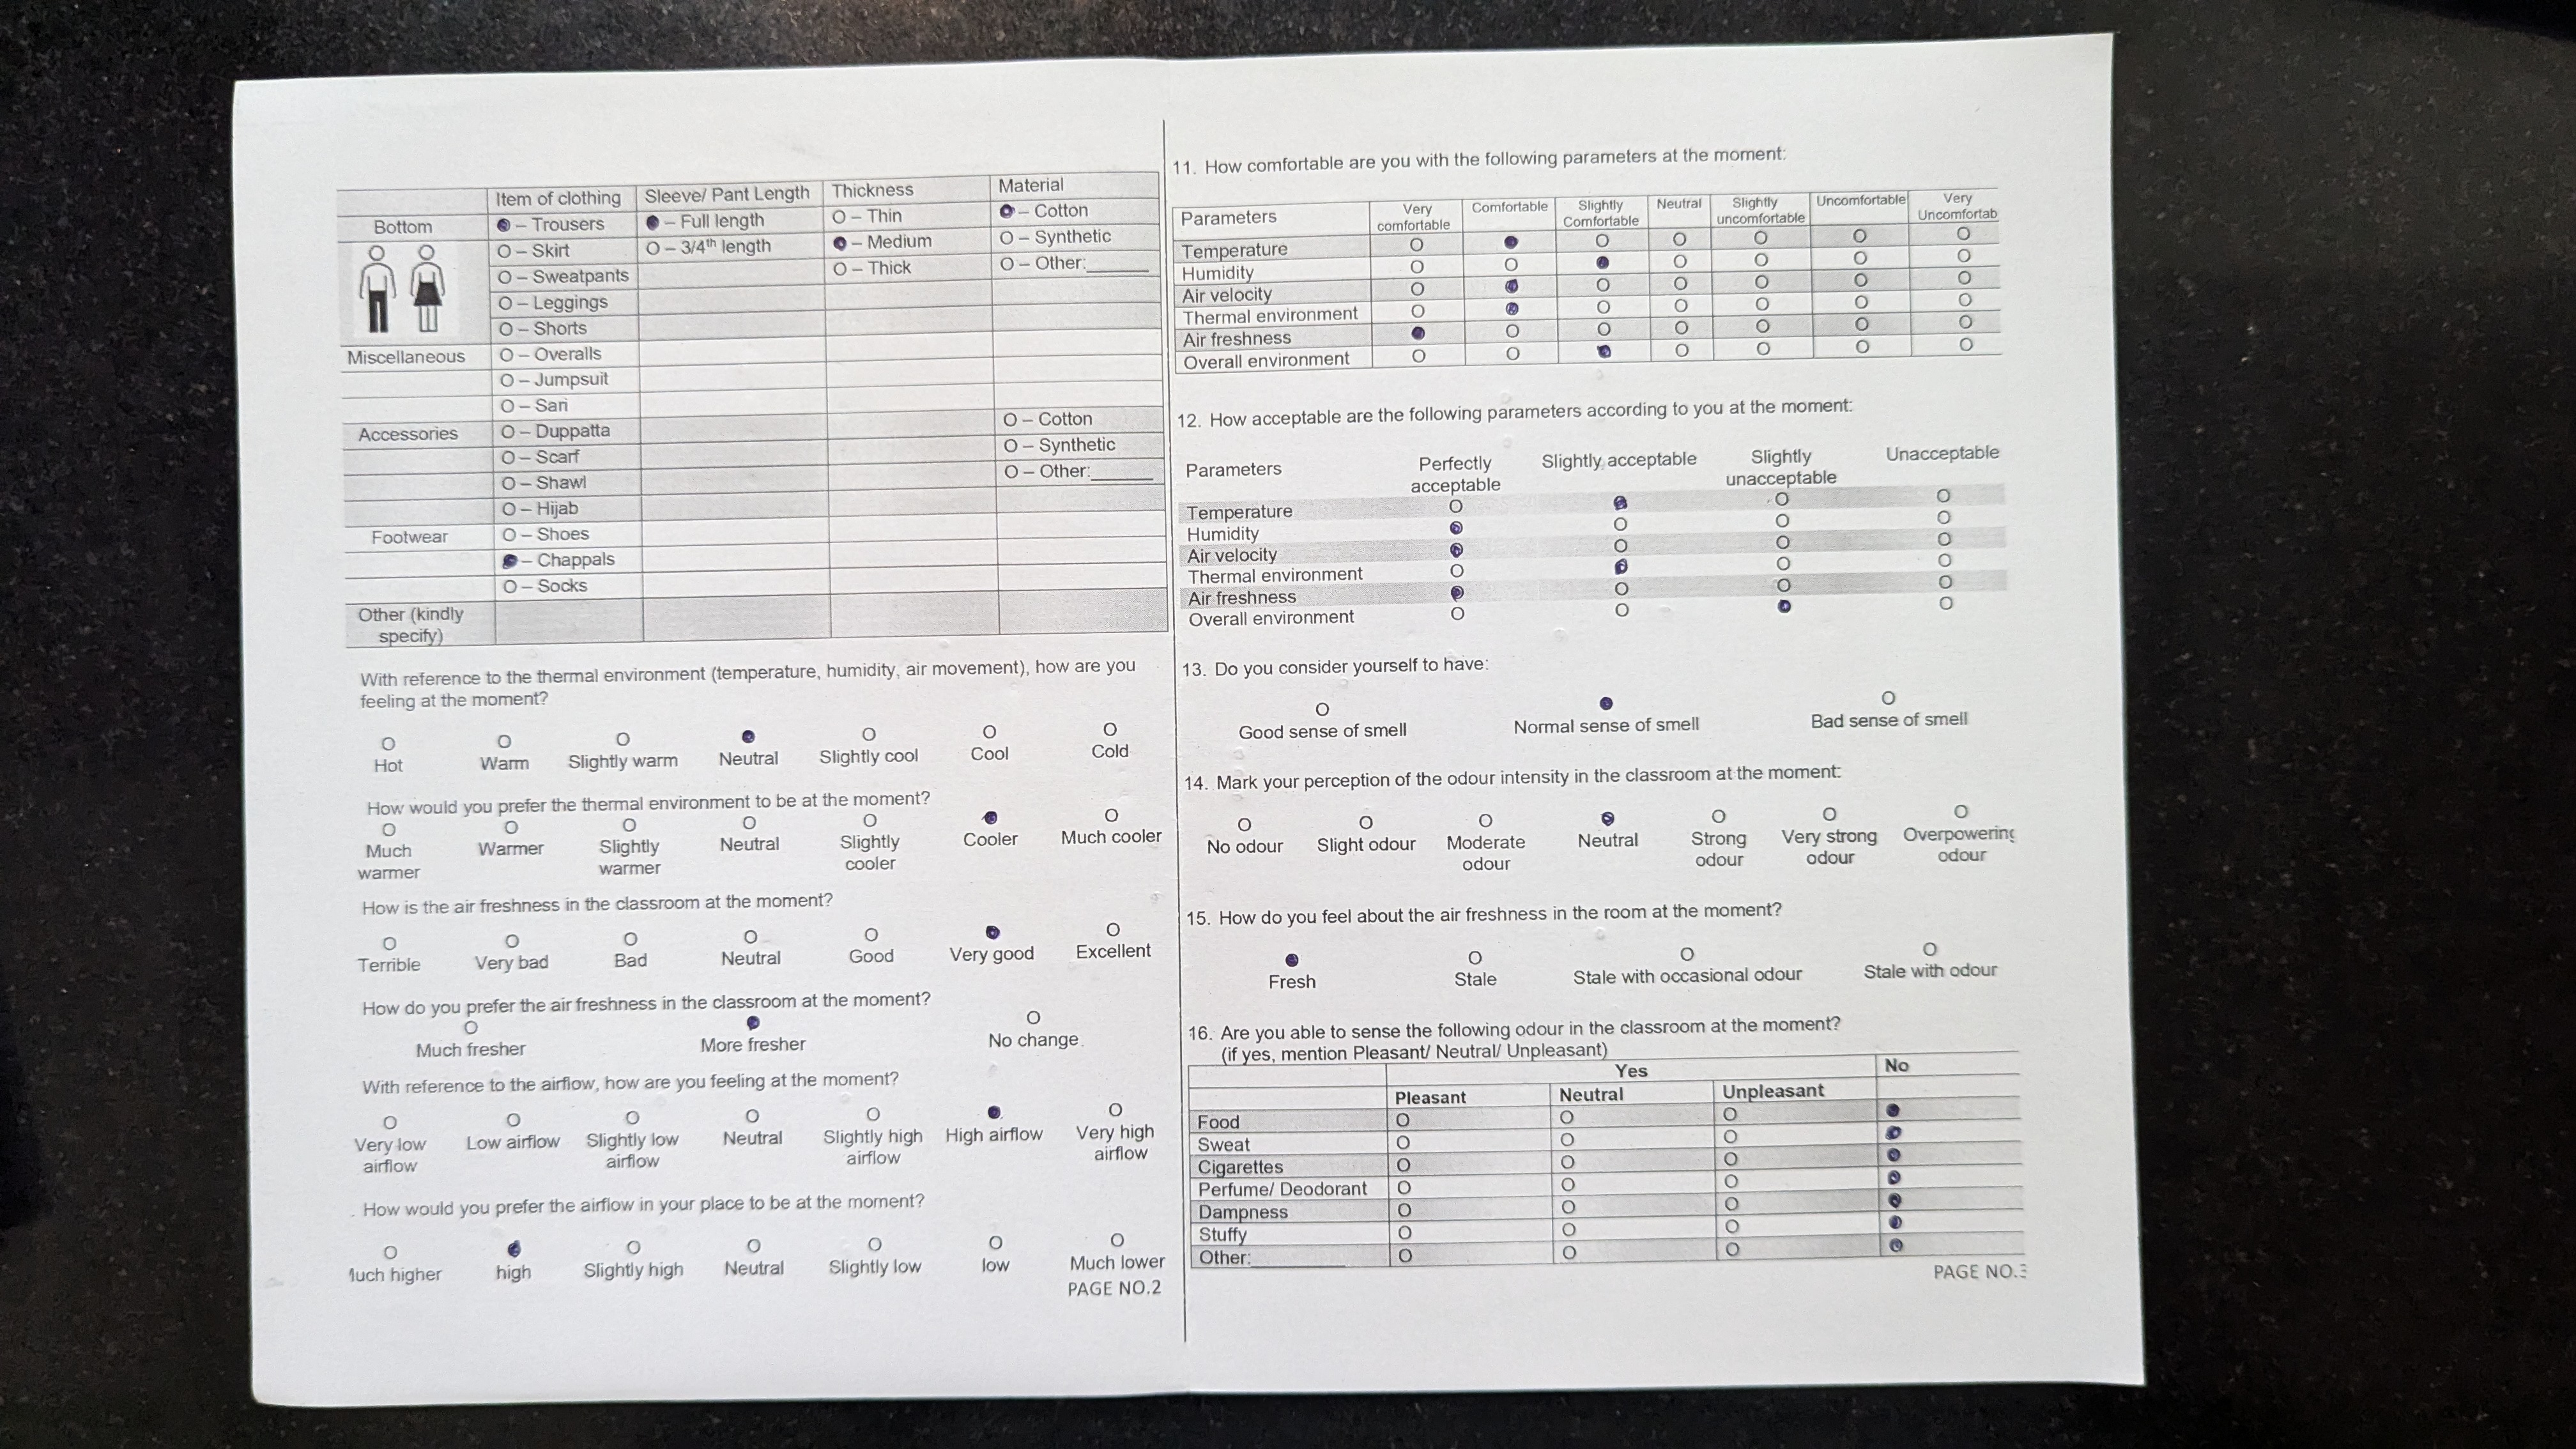 Item of clothing Sleeve/ Pant Length Thickness Material
Bottom ● – Trousers ● – Full length O – Thin ● – Cotton
O – Skirt O – 3/4th length ● – Medium O – Synthetic
O – Sweatpants O – Thick O – Other:______
O – Leggings
O – Shorts
Miscellaneous O – Overalls
O – Jumpsuit
O – Sari
Accessories O – Duppatta O – Cotton
O – Scarf O – Synthetic
O – Shawl O – Other:______
O – Hijab
Footwear O – Shoes
● – Chappals
O – Socks
Other (kindly
specify)
With reference to the thermal environment (temperature, humidity, air movement), how are you
feeling at the moment?
O O O ● O O O
Hot Warm Slightly warm Neutral Slightly cool Cool Cold
How would you prefer the thermal environment to be at the moment?
O O O O O ● O
Much Warmer Slightly Neutral Slightly Cooler Much cooler
warmer warmer cooler
How is the air freshness in the classroom at the moment?
O O O O O ● O
Terrible Very bad Bad Neutral Good Very good Excellent
How do you prefer the air freshness in the classroom at the moment?
O ● O
Much fresher More fresher No change
With reference to the airflow, how are you feeling at the moment?
O O O O O ● O
Very low Low airflow Slightly low Neutral Slightly high High airflow Very high
airflow airflow airflow airflow
How would you prefer the airflow in your place to be at the moment?
O ● O O O O O
uch higher high Slightly high Neutral Slightly low low Much lower
PAGE NO.2
11. How comfortable are you with the following parameters at the moment:
Parameters Very Comfortable Slightly Neutral Slightly Uncomfortable Very
comfortable Comfortable uncomfortable Uncomfortab
Temperature O ● O O O O O
Humidity O O ● O O O O
Air velocity O ● O O O O O
Thermal environment O ● O O O O O
Air freshness ● O O O O O O
Overall environment O O ● O O O O
12. How acceptable are the following parameters according to you at the moment:
Parameters Perfectly Slightly acceptable Slightly Unacceptable
acceptable unacceptable
Temperature O ● O O
Humidity ● O O O
Air velocity ● O O O
Thermal environment O ● O O
Air freshness ● O O O
Overall environment O O ● O
13. Do you consider yourself to have:
O ● O
Good sense of smell Normal sense of smell Bad sense of smell
14. Mark your perception of the odour intensity in the classroom at the moment:
O O O ● O O O
No odour Slight odour Moderate Neutral Strong Very strong Overpowering
odour odour odour odour
15. How do you feel about the air freshness in the room at the moment?
● O O O
Fresh Stale Stale with occasional odour Stale with odour
16. Are you able to sense the following odour in the classroom at the moment?
(if yes, mention Pleasant/ Neutral/ Unpleasant)
Yes No
Pleasant Neutral Unpleasant
Food O O O ●
Sweat O O O ●
Cigarettes O O O ●
Perfume/ Deodorant O O O ●
Dampness O O O ●
Stuffy O O O ●
Other:__________ O O O ●
PAGE NO.3